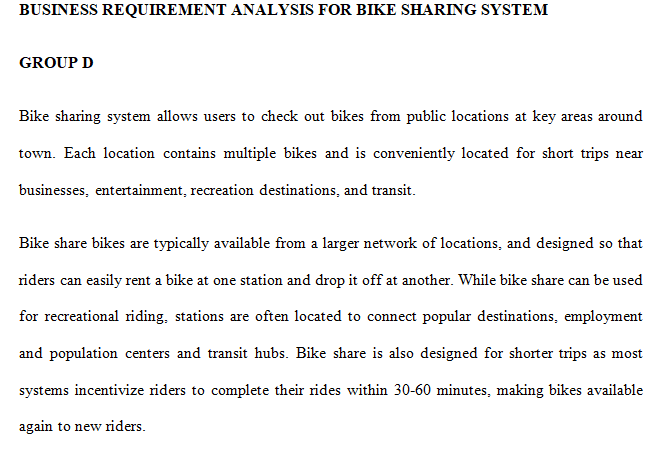 BUSINESS REQUIREMENT ANALYSIS FOR BIKE SHARING SYSTEM
GROUP D
Bike sharing system allows users to check out bikes from public locations at key areas around
town. Each location contains multiple bikes and is conveniently located for short trips near
businesses, entertainment, recreation destinations, and transit.
Bike share bikes are typically available from a larger network of locations, and designed so that
riders can easily rent a bike at one station and drop it off at another. While bike share can be used
for recreational riding, stations are often located to connect popular destinations, employment
and population centers and transit hubs. Bike share is also designed for shorter trips as most
systems incentivize riders to complete their rides within 30-60 minutes, making bikes available
again to new riders.